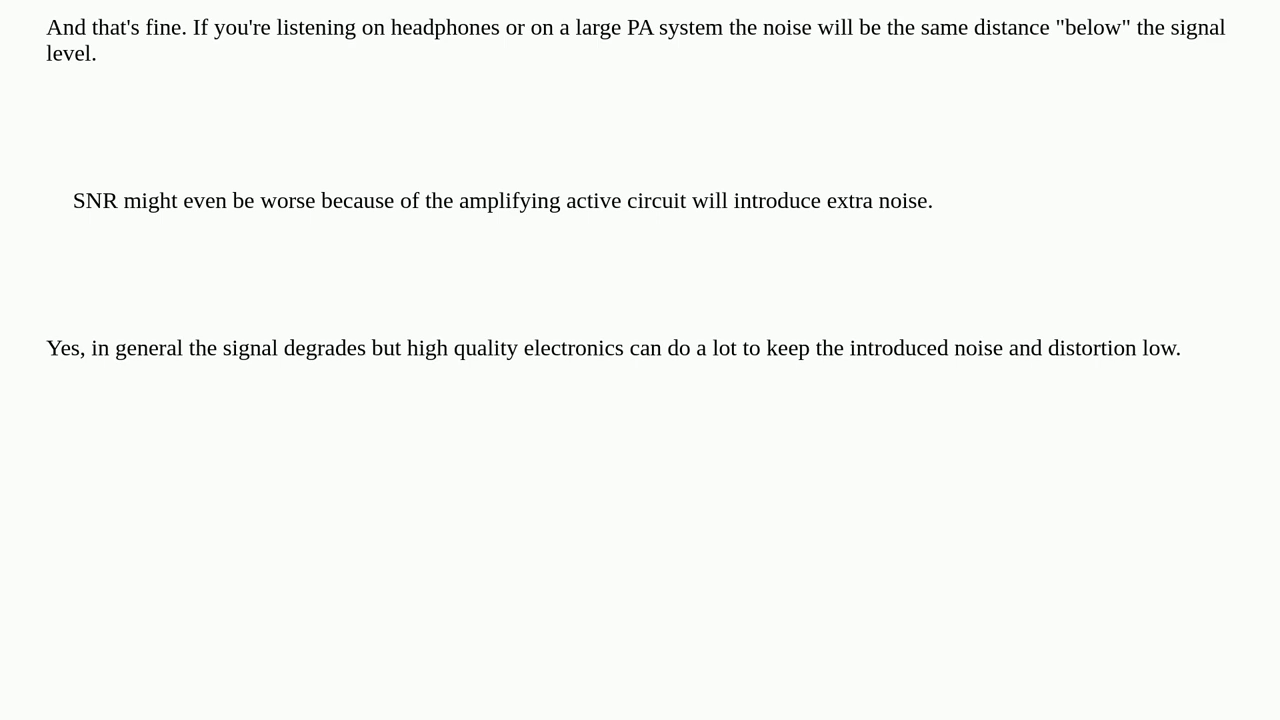 And that's fine. If you're listening on headphones or on a large PA system the noise will be the same distance "below" the signal
level.
SNR might even be worse because of the amplifying active circuit will introduce extra noise.
Yes, in general the signal degrades but high quality electronics can do a lot to keep the introduced noise and distortion low.